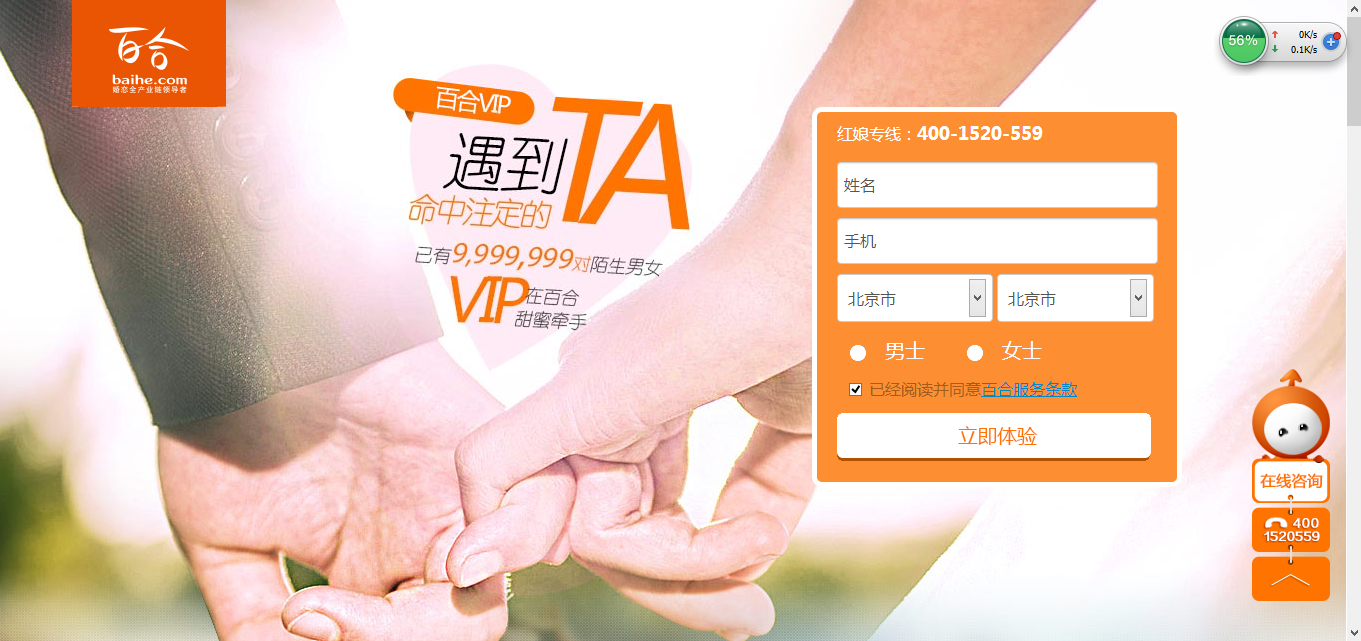 百合
baihe.com
婚恋全产业链领导者
百合VIP
遇到TA
命中注定的
已有9,999,999对陌生男女
VIP在百合
甜蜜牵手
红娘专线：400-1520-559
姓名
手机
北京市 北京市
男士 女士
已经阅读并同意百合服务条款
立即体验
56%
0K/s
0.1K/s
在线咨询
400
1520559